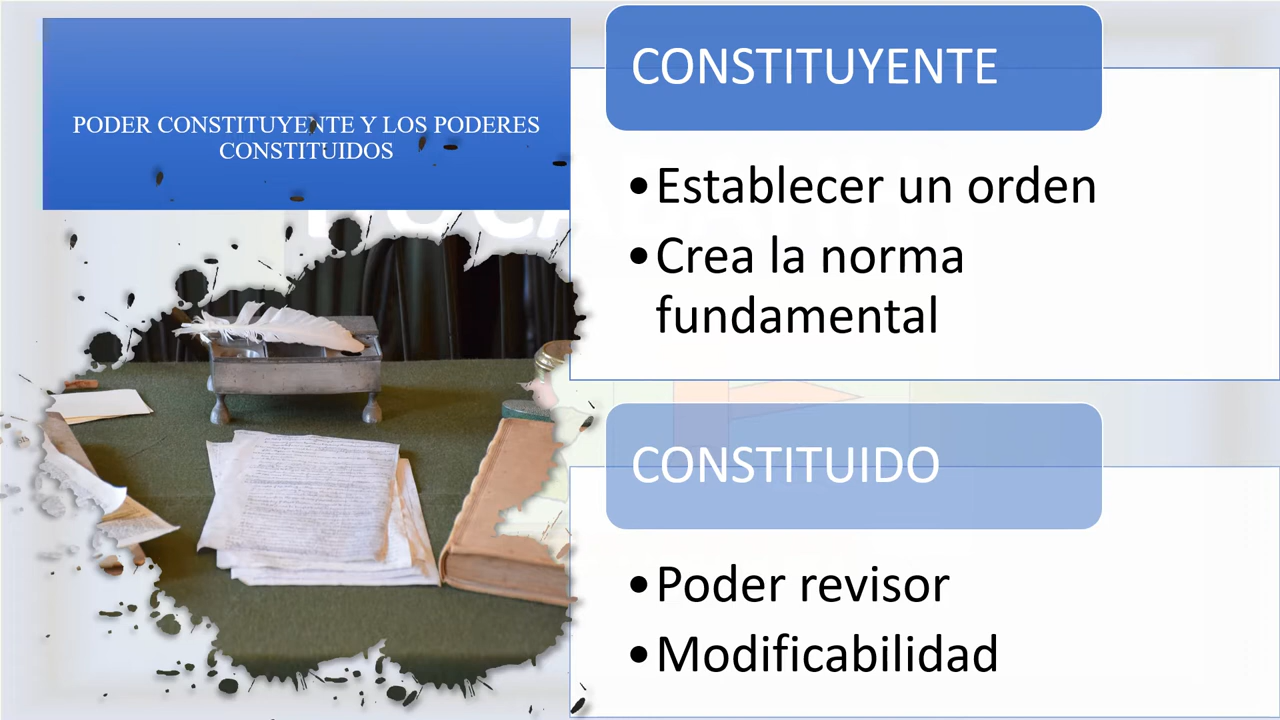 PODER CONSTITUYENTE Y LOS PODERES
CONSTITUIDOS
CONSTITUYENTE
•Establecer un orden
•Crea la norma
fundamental
CONSTITUIDO
•Poder revisor
•Modificabilidad